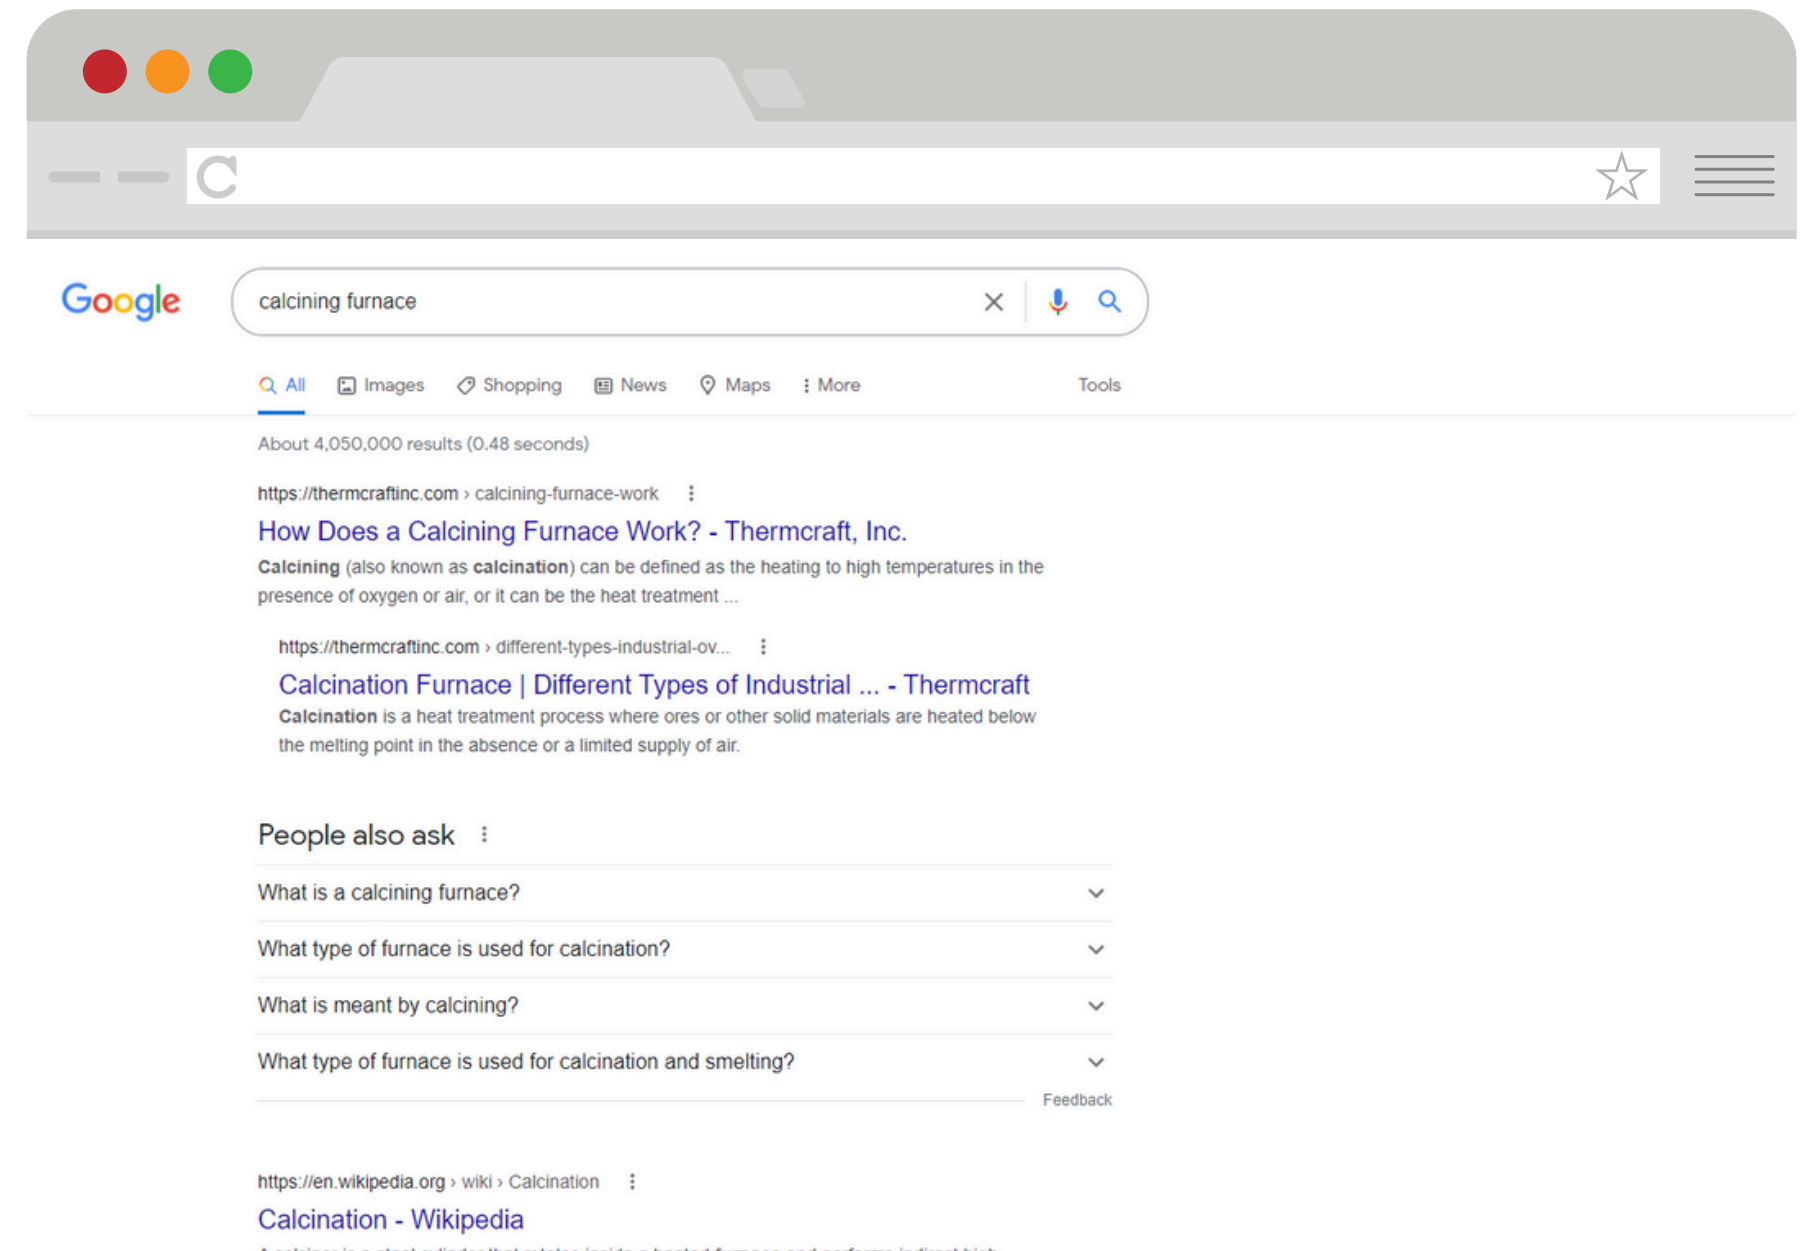 Google
calcining furnace
All Images Shopping News Maps More Tools
About 4,050,000 results (0.48 seconds)
https://thermcraftinc.com › calcining-furnace-work
How Does a Calcining Furnace Work? - Thermcraft, Inc.
Calcining (also known as calcination) can be defined as the heating to high temperatures in the
presence of oxygen or air, or it can be the heat treatment ...
https://thermcraftinc.com › different-types-industrial-ov...
Calcination Furnace | Different Types of Industrial ... - Thermcraft
Calcination is a heat treatment process where ores or other solid materials are heated below
the melting point in the absence or a limited supply of air.
People also ask
What is a calcining furnace?
What type of furnace is used for calcination?
What is meant by calcining?
What type of furnace is used for calcination and smelting?
Feedback
https://en.wikipedia.org › wiki › Calcination
Calcination - Wikipedia